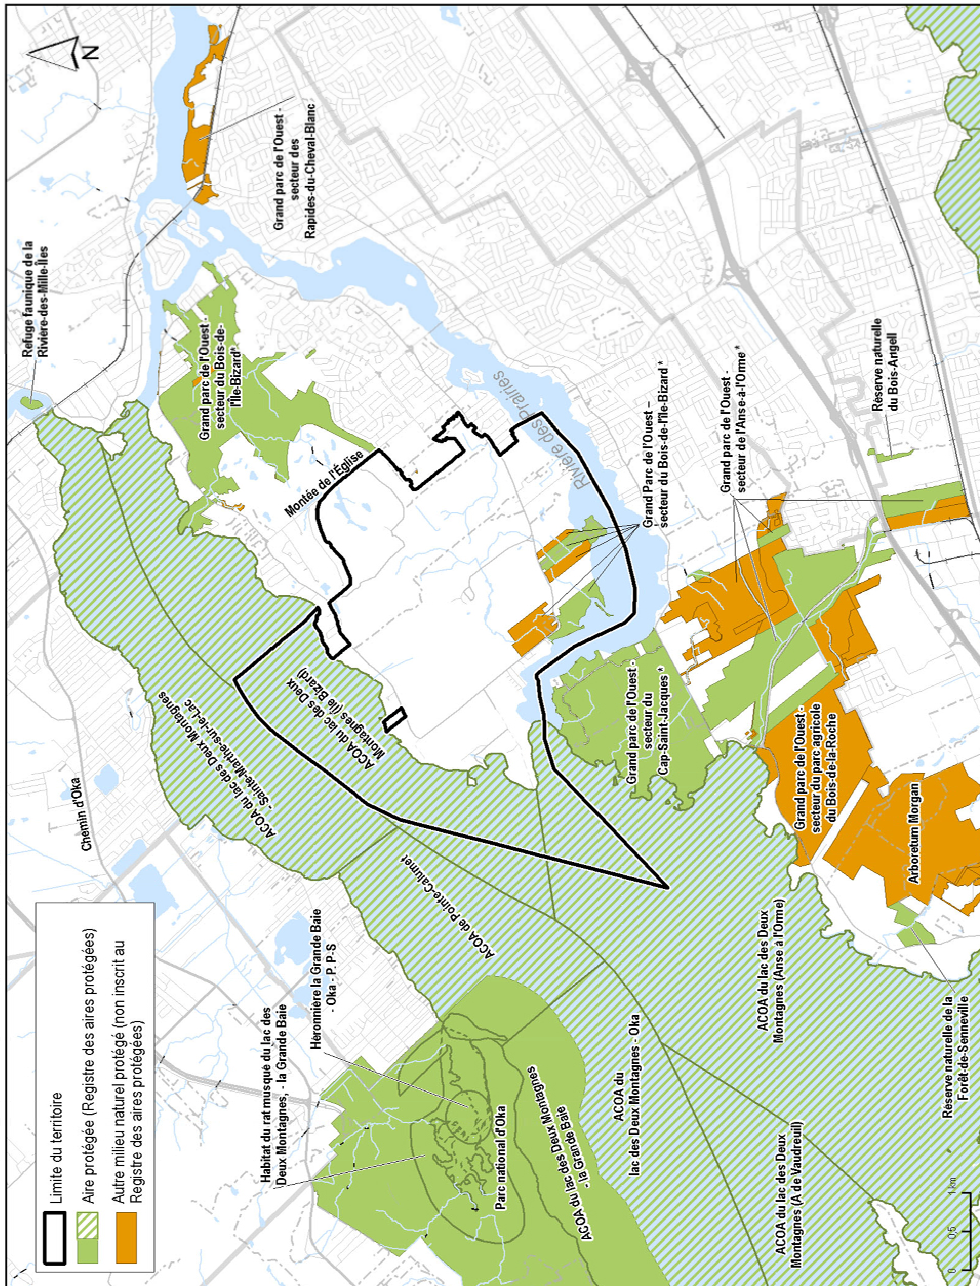 Limite du territoire
Aire protégée (Registre des aires protégées)
Autre milieu naturel protégé (non inscrit au
Registre des aires protégées)
N
Refuge faunique de la
Rivière-des-Mille-Îles
Grand parc de l'Ouest -
secteur des
Rapides-du-Cheval-Blanc
Grand parc de l'Ouest -
secteur du Bois-de-
l'Île-Bizard*
Montée de l'Église
Chemin d'Oka
ACOA du lac des Deux Montagnes
- Sainte-Marthe-sur-le-Lac
ACOA du lac des Deux
Montagnes (Île Bizard)
Rivière des Prairies
Grand Parc de l'Ouest –
secteur du Bois-de-l'Île-Bizard *
Grand parc de l'Ouest -
secteur de l'Anse-à-l'Orme *
Réserve naturelle
du Bois-Angell
Grand parc de l'Ouest -
secteur du
Cap-Saint-Jacques *
Grand parc de l'Ouest -
secteur du parc agricole
du Bois-de-la-Roche
Arboretum Morgan
ACOA de Pointe-Calumet
Habitat du rat musqué du lac des
Deux Montagnes, - la Grande Baie
Héronnière la Grande Baie
- Oka - P. P-S
Parc national d'Oka
ACOA du lac des Deux Montagnes
- la Grande Baie
ACOA du
lac des Deux Montagnes - Oka
ACOA du lac des Deux
Montagnes (Anse à l'Orme)
ACOA du lac des Deux
Montagnes (A de Vaudreuil)
Réserve naturelle de la
Forêt-de-Senneville
0 0,5 1 km